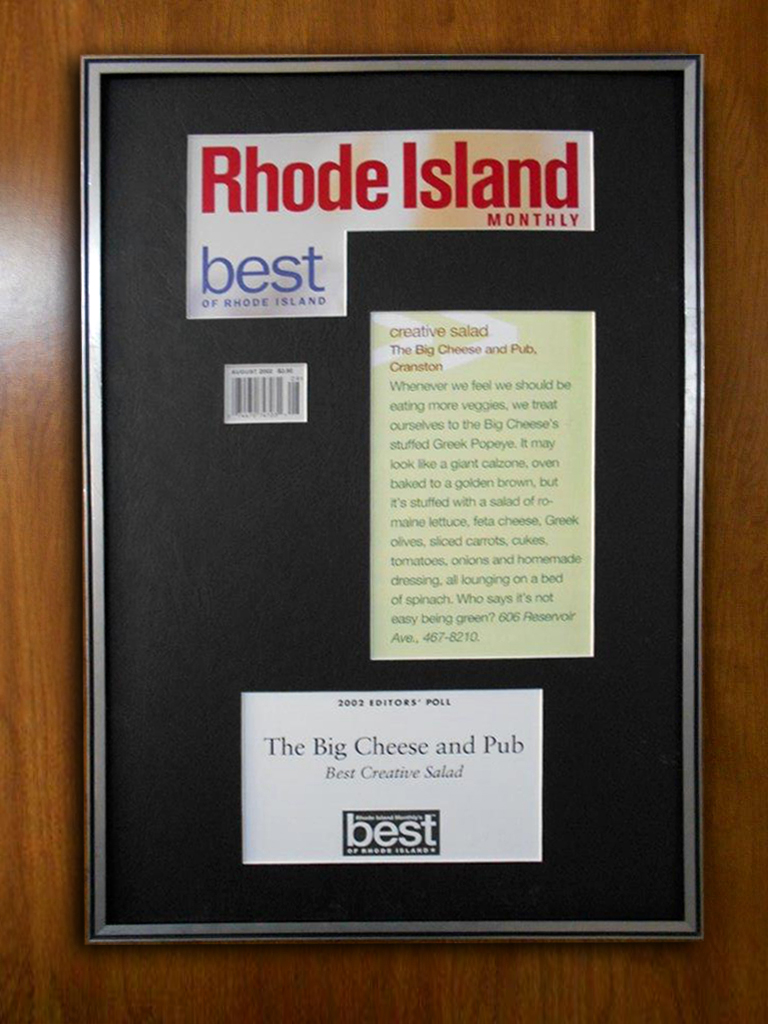 Rhode Island
MONTHLY
best
OF RHODE ISLAND
AUGUST 2002 $3.95
creative salad
The Big Cheese and Pub,
Cranston
Whenever we feel we should be
eating more veggies, we treat
ourselves to the Big Cheese's
stuffed Greek Popeye. It may
look like a giant calzone, oven
baked to a golden brown, but
it's stuffed with a salad of ro-
maine lettuce, feta cheese, Greek
olives, sliced carrots, cukes,
tomatoes, onions and homemade
dressing, all lounging on a bed
of spinach. Who says it's not
easy being green? 606 Reservoir
Ave., 467-8210.
2002 EDITORS' POLL
The Big Cheese and Pub
Best Creative Salad
Rhode Island Monthly's
best
OF RHODE ISLAND